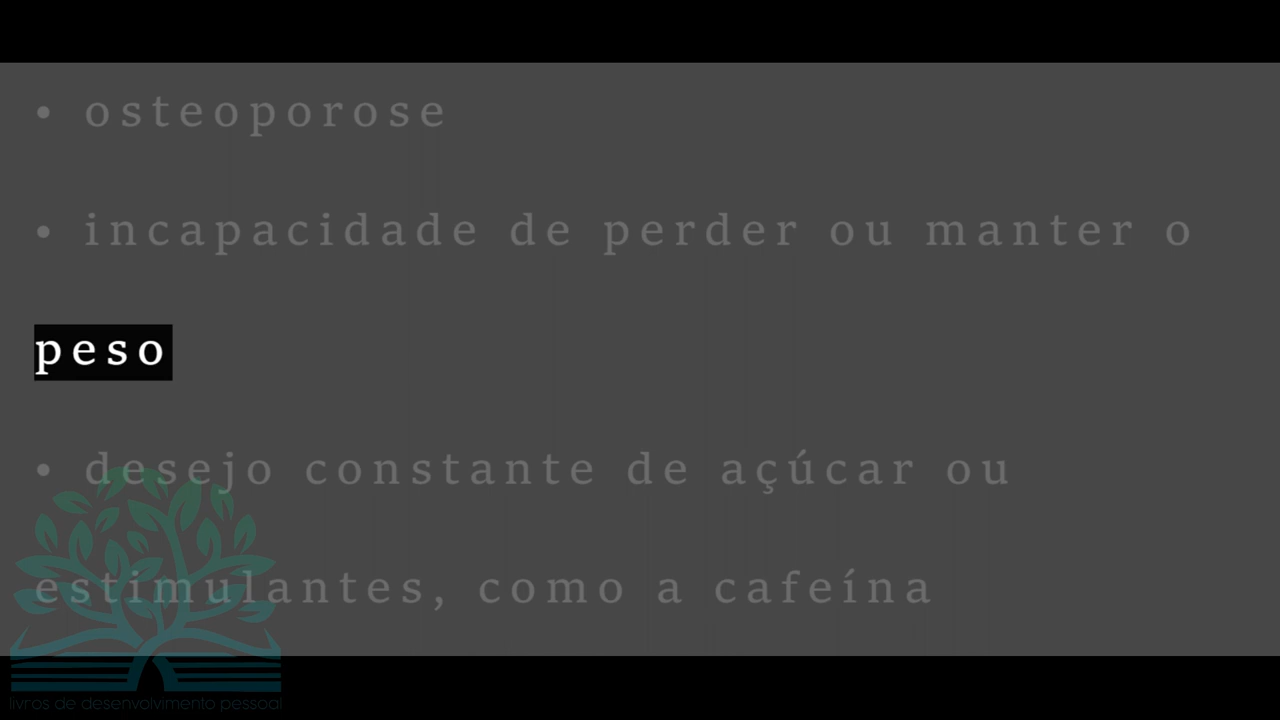 • osteoporose
• incapacidade de perder ou manter o
peso
• desejo constante de açúcar ou
estimulantes, como a cafeína
livros de desenvolvimento pessoal